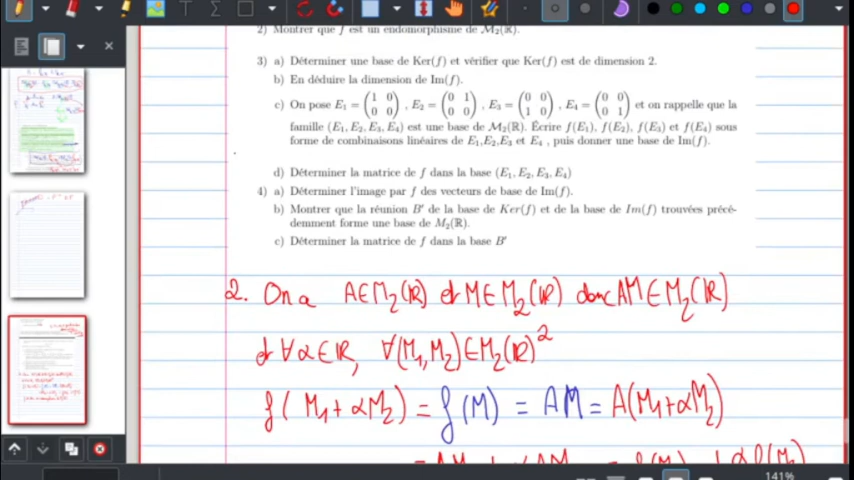 2) Montrer que f est un endomorphisme de M₂(ℝ).
3) a) Déterminer une base de Ker(f) et vérifier que Ker(f) est de dimension 2.
b) En déduire la dimension de Im(f).
c) On pose E₁ = (1 0; 0 0), E₂ = (0 1; 0 0), E₃ = (0 0; 1 0), E₄ = (0 0; 0 1) et on rappelle que la
famille (E₁, E₂, E₃, E₄) est une base de M₂(ℝ). Écrire f(E₁), f(E₂), f(E₃) et f(E₄) sous
forme de combinaisons linéaires de E₁,E₂,E₃ et E₄ , puis donner une base de Im(f).
d) Déterminer la matrice de f dans la base (E₁, E₂, E₃, E₄)
4) a) Déterminer l'image par f des vecteurs de base de Im(f).
b) Montrer que la réunion B′ de la base de Ker(f) et de la base de Im(f) trouvées précé-
demment forme une base de M₂(ℝ).
c) Déterminer la matrice de f dans la base B′
2. On a A∈M₂(ℝ) et M∈M₂(ℝ) donc AM∈M₂(ℝ)
et ∀α∈ℝ, ∀(M₁,M₂)∈M₂(ℝ)²
f(M₁+αM₂) = f(M) = AM = A(M₁+αM₂)
141%